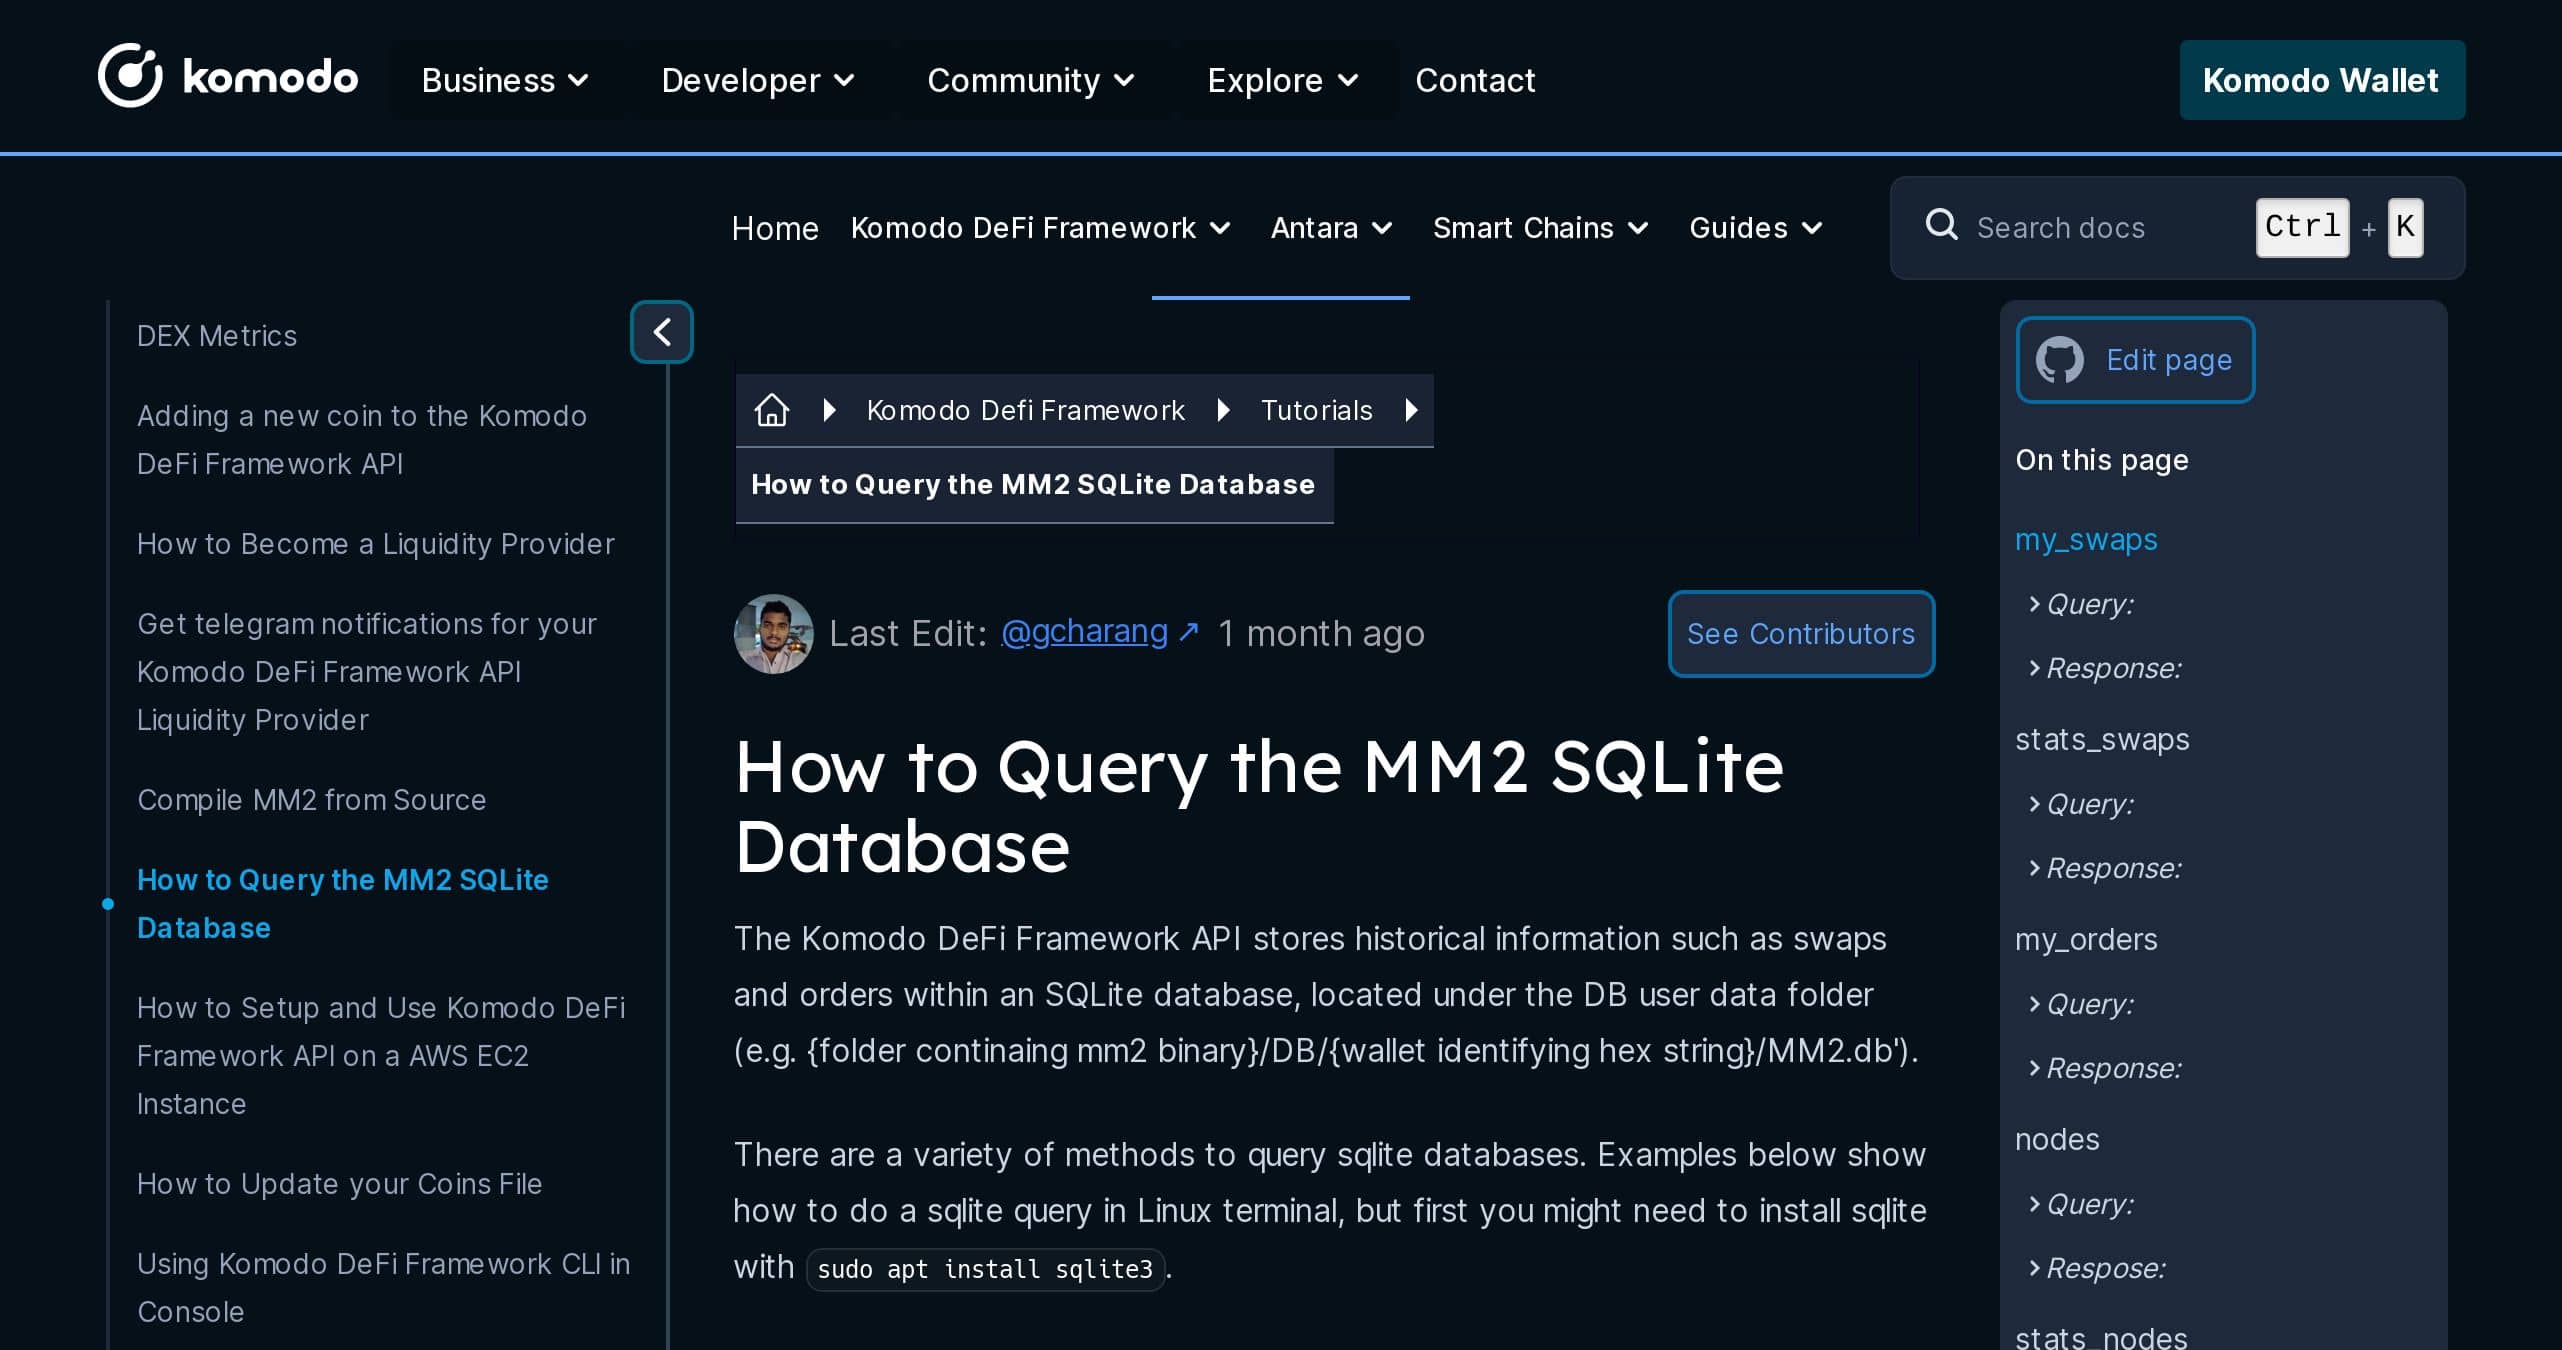 komodo
Business
Developer
Community
Explore
Contact
Komodo Wallet
Home
Komodo DeFi Framework
Antara
Smart Chains
Guides
Search docs
Ctrl + K
DEX Metrics
Adding a new coin to the Komodo
DeFi Framework API
How to Become a Liquidity Provider
Get telegram notifications for your
Komodo DeFi Framework API
Liquidity Provider
Compile MM2 from Source
How to Query the MM2 SQLite
Database
How to Setup and Use Komodo DeFi
Framework API on a AWS EC2
Instance
How to Update your Coins File
Using Komodo DeFi Framework CLI in
Console
Komodo Defi Framework
Tutorials
How to Query the MM2 SQLite Database
Last Edit: @gcharang ↗ 1 month ago
See Contributors
How to Query the MM2 SQLite
Database
The Komodo DeFi Framework API stores historical information such as swaps
and orders within an SQLite database, located under the DB user data folder
(e.g. {folder continaing mm2 binary}/DB/{wallet identifying hex string}/MM2.db').
There are a variety of methods to query sqlite databases. Examples below show
how to do a sqlite query in Linux terminal, but first you might need to install sqlite
with sudo apt install sqlite3.
Edit page
On this page
my_swaps
Query:
Response:
stats_swaps
Query:
Response:
my_orders
Query:
Response:
nodes
Query:
Respose:
stats_nodes